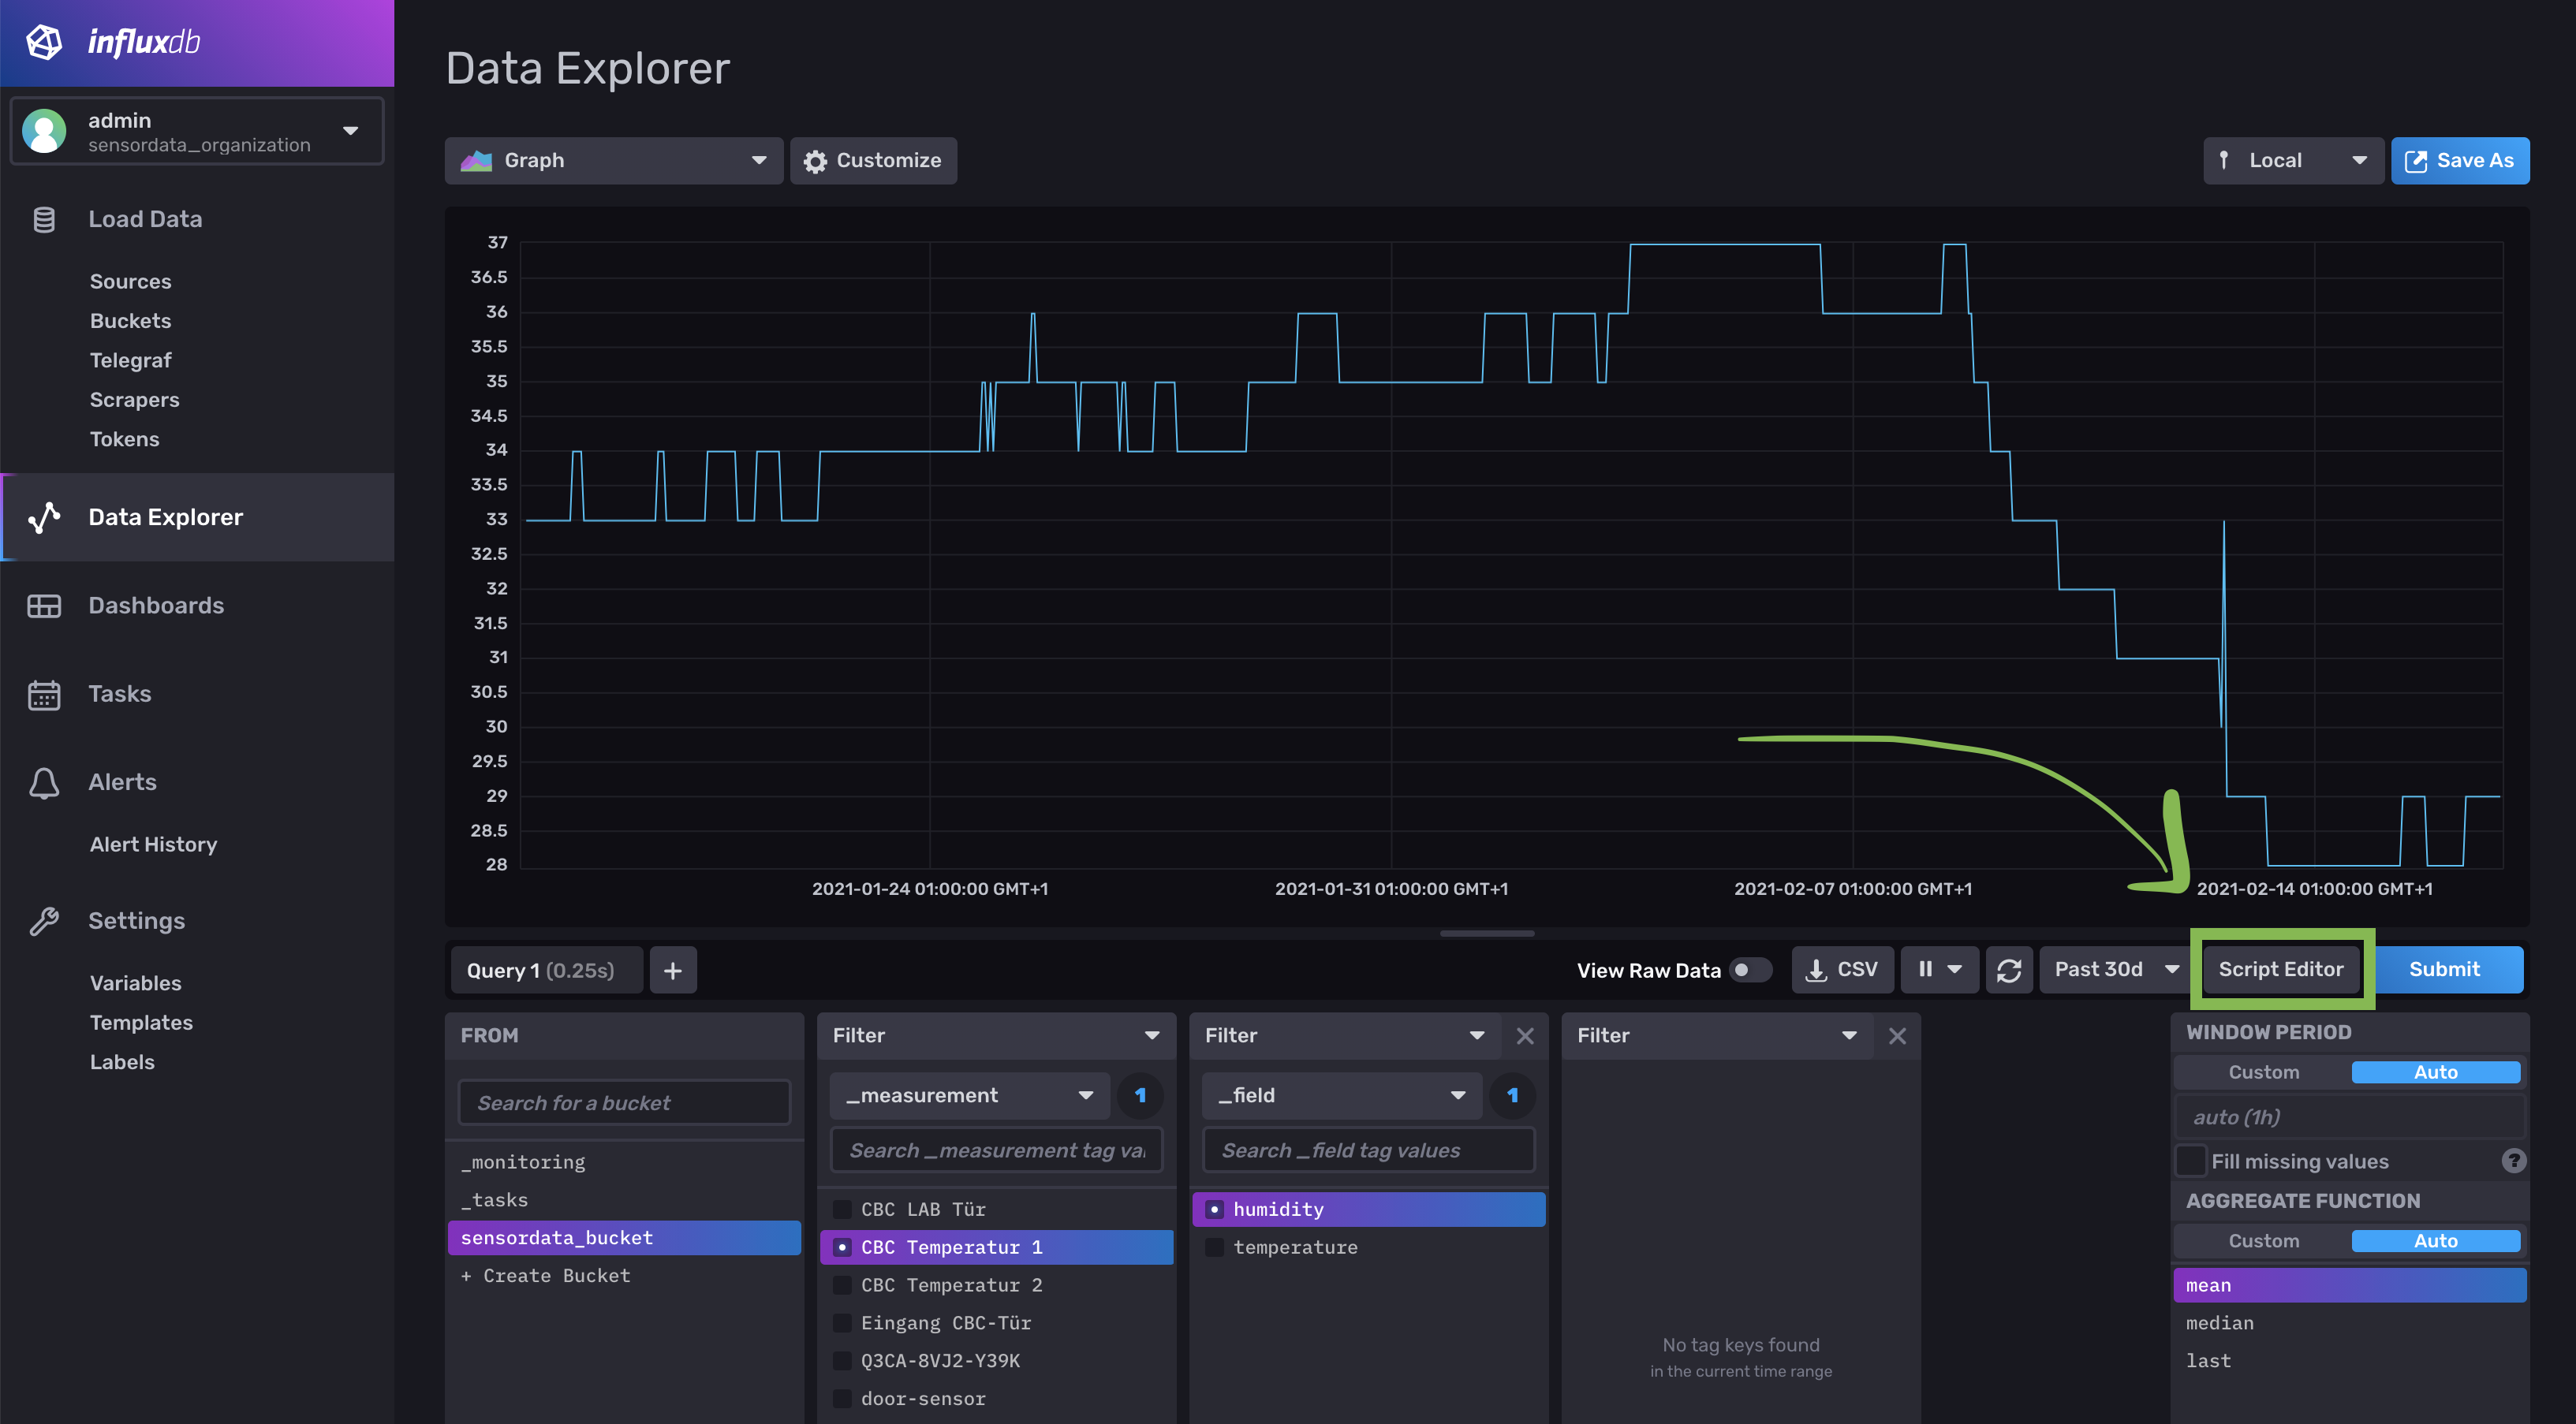 influxdb
admin
sensordata_organization
Load Data
Sources
Buckets
Telegraf
Scrapers
Tokens
Data Explorer
Dashboards
Tasks
Alerts
Alert History
Settings
Variables
Templates
Labels
Data Explorer
Graph
Customize
Local
Save As
37
36.5
36
35.5
35
34.5
34
33.5
33
32.5
32
31.5
31
30.5
30
29.5
29
28.5
28
2021-01-24 01:00:00 GMT+1
2021-01-31 01:00:00 GMT+1
2021-02-07 01:00:00 GMT+1
2021-02-14 01:00:00 GMT+1
Query 1 (0.25s)
+
View Raw Data
CSV
Past 30d
Script Editor
Submit
FROM
Search for a bucket
_monitoring
_tasks
sensordata_bucket
+ Create Bucket
Filter
_measurement
1
Search _measurement tag va
CBC LAB Tür
CBC Temperatur 1
CBC Temperatur 2
Eingang CBC-Tür
Q3CA-8VJ2-Y39K
door-sensor
Filter
_field
1
Search _field tag values
humidity
temperature
Filter
No tag keys found
in the current time range
WINDOW PERIOD
Custom
Auto
auto (1h)
Fill missing values
?
AGGREGATE FUNCTION
Custom
Auto
mean
median
last